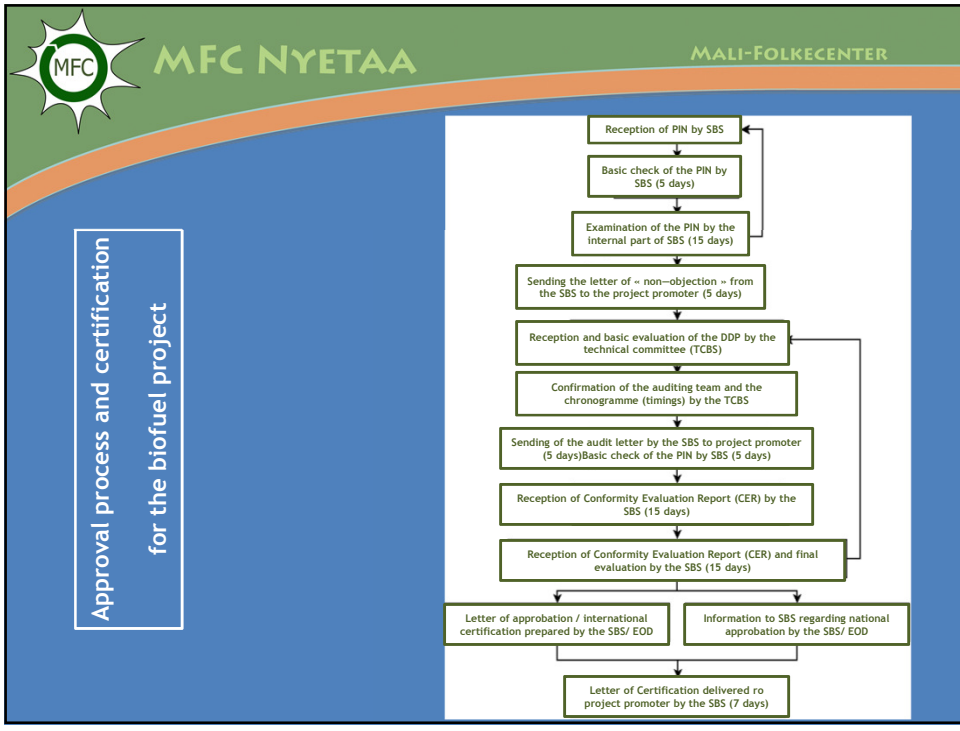 MFC
MFC NYETAA
MALI-FOLKECENTER
Approval process and certification
for the biofuel project
Reception of PIN by SBS
Basic check of the PIN by
SBS (5 days)
Examination of the PIN by the
internal part of SBS (15 days)
Sending the letter of « non—objection » from
the SBS to the project promoter (5 days)
Reception and basic evaluation of the DDP by the
technical committee (TCBS)
Confirmation of the auditing team and the
chronogramme (timings) by the TCBS
Sending of the audit letter by the SBS to project promoter
(5 days)Basic check of the PIN by SBS (5 days)
Reception of Conformity Evaluation Report (CER) by the
SBS (15 days)
Reception of Conformity Evaluation Report (CER) and final
evaluation by the SBS (15 days)
Letter of approbation / international
certification prepared by the SBS/ EOD
Information to SBS regarding national
approbation by the SBS/ EOD
Letter of Certification delivered ro
project promoter by the SBS (7 days)